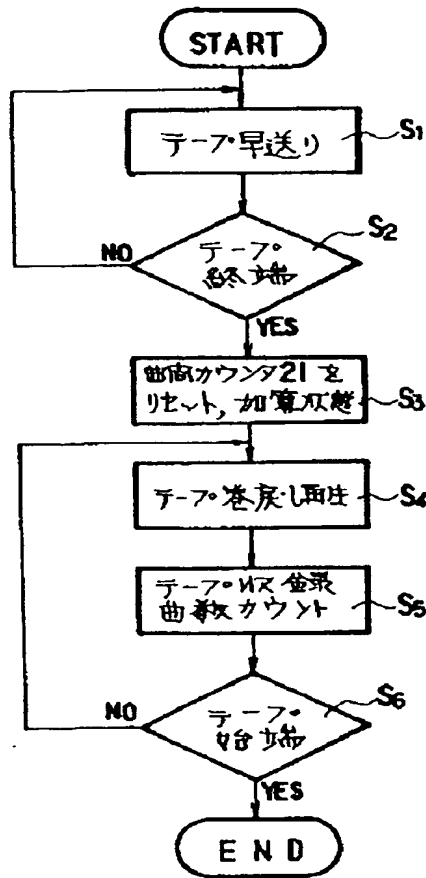 START
テープ早送り
S1
テープ
終端
S2
NO
YES
曲間カウンタ21を
リセット,加算状態
S3
テープ巻戻し再生
S4
テープ収録
曲数カウント
S5
テープ
始端
S6
NO
YES
END